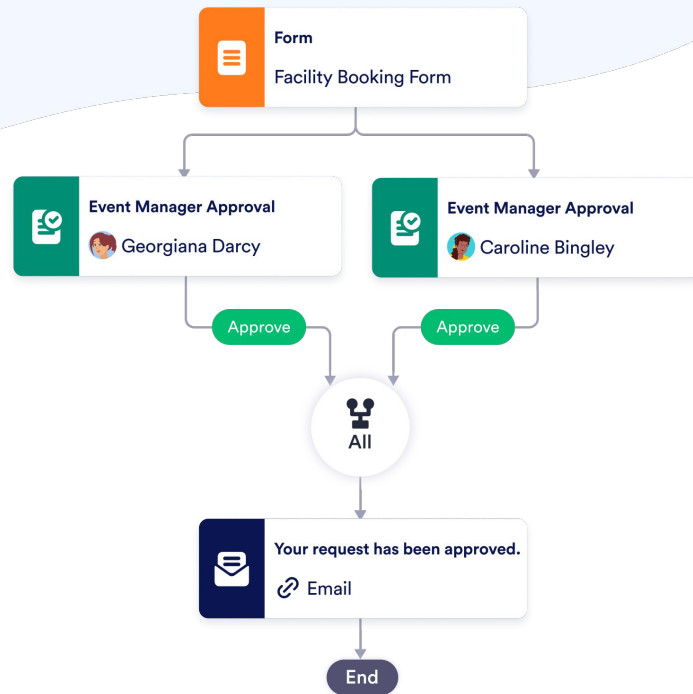 Form
Facility Booking Form
Event Manager Approval
Georgiana Darcy
Event Manager Approval
Caroline Bingley
Approve
Approve
All
Your request has been approved.
Email
End